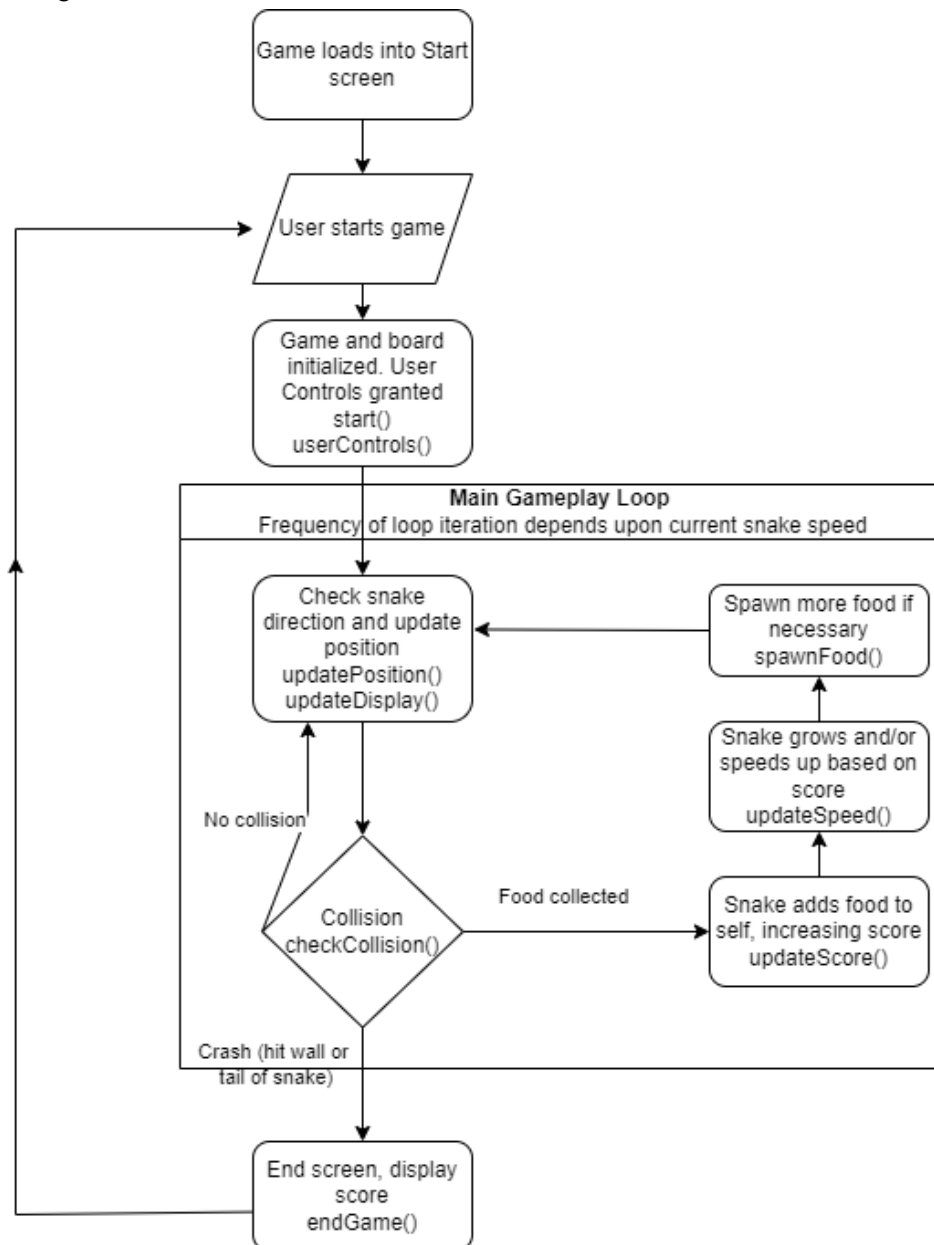 Game loads into Start
screen
User starts game
Game and board
initialized. User
Controls granted
start()
userControls()
Main Gameplay Loop
Frequency of loop iteration depends upon current snake speed
Check snake
direction and update
position
updatePosition()
updateDisplay()
Spawn more food if
necessary
spawnFood()
Snake grows and/or
speeds up based on
score
updateSpeed()
No collision
Collision
checkCollision()
Food collected
Snake adds food to
self, increasing score
updateScore()
Crash (hit wall or
tail of snake)
End screen, display
score
endGame()